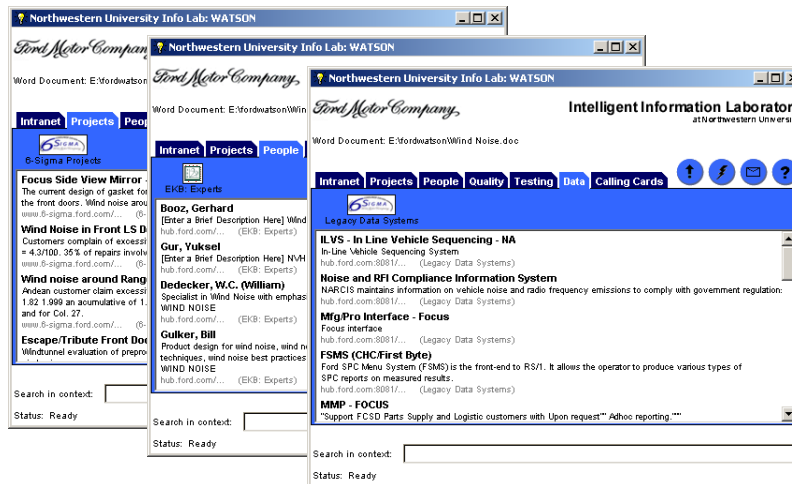 Northwestern University Info Lab: WATSON
Ford Motor Company
Word Document: E:\fordwatson
Intranet Projects
6 SIGMA
6-Sigma Projects
Focus Side View Mirror -
The current design of gasket for
the front doors. Wind noise
www.6-sigma.ford.com/... (6-
Wind Noise in Front LS
Customers complain of
= 4.3/100. 35% of repairs
www.6-sigma.ford.com/... (6-
Wind noise around
Andean customer claim
1.82 1.999 an acumulative of 1.
and for Col. 27.
www.6-sigma.ford.com/... (6-
Escape/Tribute Front
Windtunnel evaluation of
Search in context:
Status: Ready
Northwestern University Info Lab: WATSON
Ford Motor Company,
Word Document: E:\fordwatson\Win
Intranet Projects People
EKB: Experts
Booz, Gerhard
[Enter a Brief Description Here] Wind
hub.ford.com/... (EKB: Experts)
Gur, Yuksel
[Enter a Brief Description Here] NVH
hub.ford.com/... (EKB: Experts)
Dedecker, W.C. (William)
Specialist in Wind Noise with emphas
WIND NOISE
hub.ford.com/... (EKB: Experts)
Gulker, Bill
Product design for wind noise, wind
techniques, wind noise best practices
WIND NOISE
hub.ford.com/... (EKB: Experts)
Search in context:
Status: Ready
Northwestern University Info Lab: WATSON
Ford Motor Company,
Intelligent Information Laborator
at Northwestern Universi
Word Document: E:\fordwatson\Wind Noise.doc
Intranet Projects People Quality Testing Data Calling Cards
?
6 SIGMA
Legacy Data Systems
ILVS - In Line Vehicle Sequencing - NA
In-Line Vehicle Sequencing System
hub.ford.com:8081/... (Legacy Data Systems)
Noise and RFI Compliance Information System
NARCIS maintains information on vehicle noise and radio frequency emissions to comply with government regulation:
hub.ford.com:8081/... (Legacy Data Systems)
Mfg/Pro Interface - Focus
Focus interface
hub.ford.com:8081/... (Legacy Data Systems)
FSMS (CHC/First Byte)
Ford SPC Menu System (FSMS) is the front-end to RS/1. It allows the operator to produce various types of
SPC reports on measured results.
hub.ford.com:8081/... (Legacy Data Systems)
MMP - FOCUS
"Support FCSD Parts Supply and Logistic customers with Upon request"" Adhoc reporting."""
Search in context:
Status: Ready